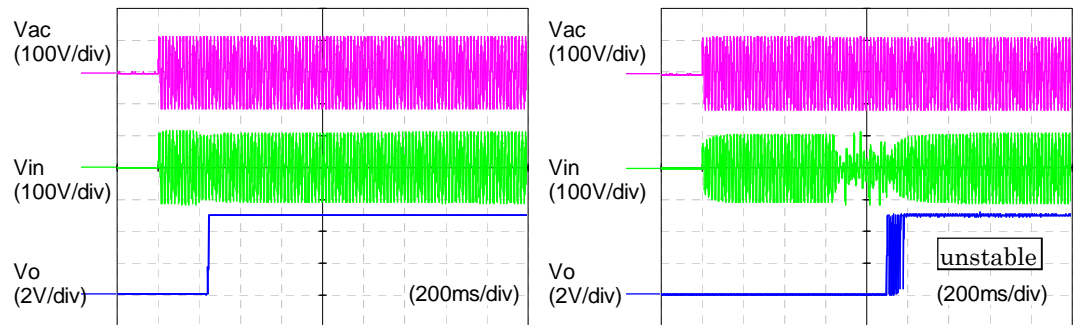 Vac
(100V/div)
Vin
(100V/div)
Vo
(2V/div)
(200ms/div)
Vac
(100V/div)
Vin
(100V/div)
Vo
(2V/div)
unstable
(200ms/div)